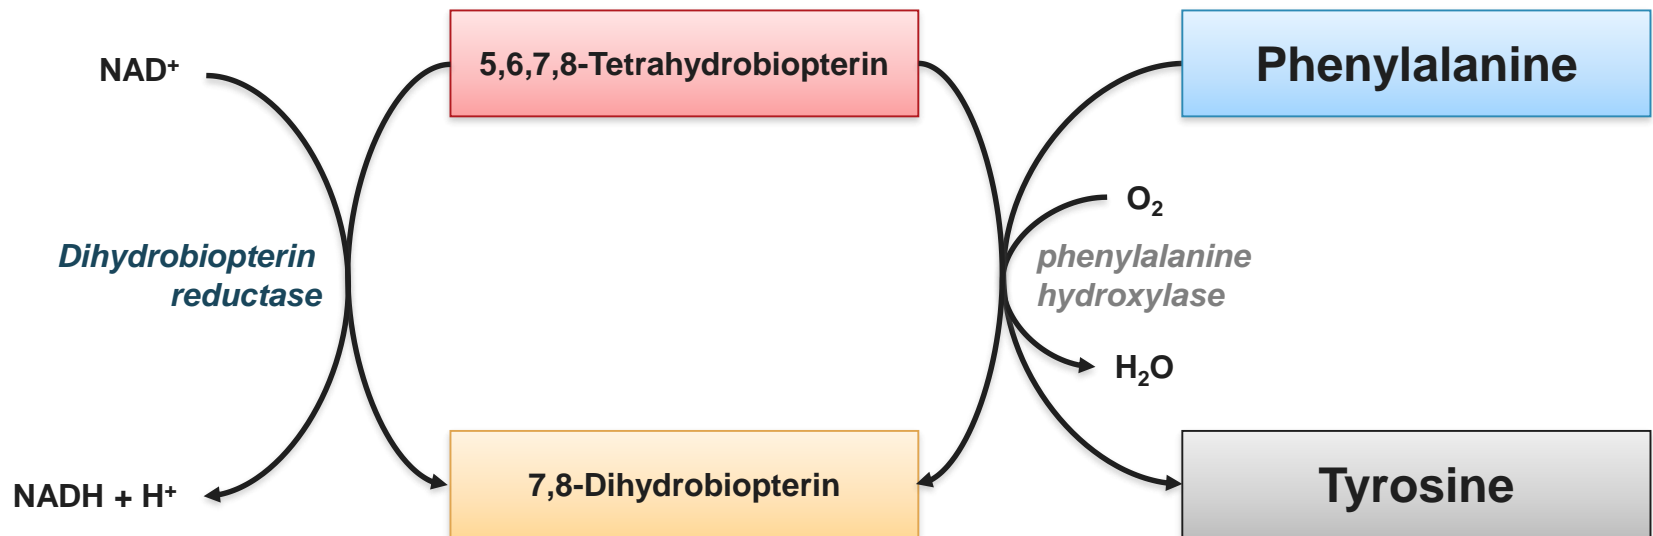 NAD⁺
5,6,7,8-Tetrahydrobiopterin
Phenylalanine
O₂
Dihydrobiopterin
reductase
phenylalanine
hydroxylase
H₂O
NADH + H⁺
7,8-Dihydrobiopterin
Tyrosine